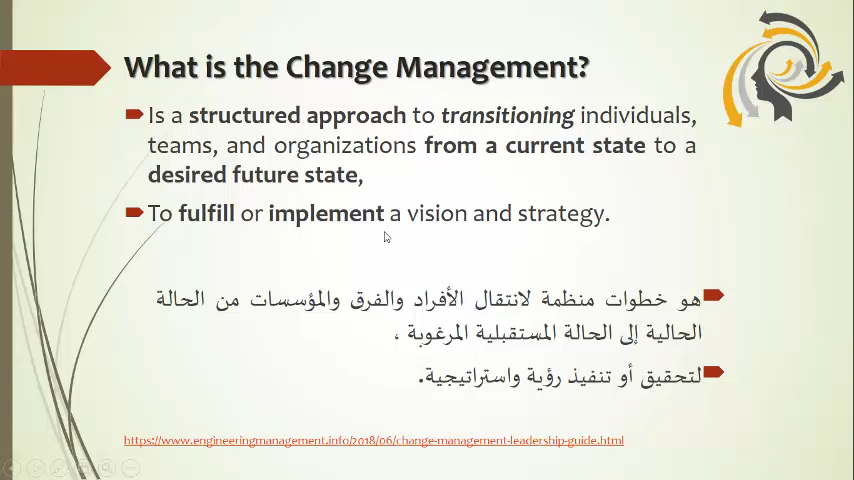 What is the Change Management?
Is a structured approach to transitioning individuals,
teams, and organizations from a current state to a
desired future state,
To fulfill or implement a vision and strategy.
هو خطوات منظمة لانتقال الأفراد والفرق والمؤسسات من الحالة
الحالية إلى الحالة المستقبلية المرغوبة ،
لتحقيق أو تنفيذ رؤية واستراتيجية.
https://www.engineeringmanagement.info/2018/06/change-management-leadership-guide.html